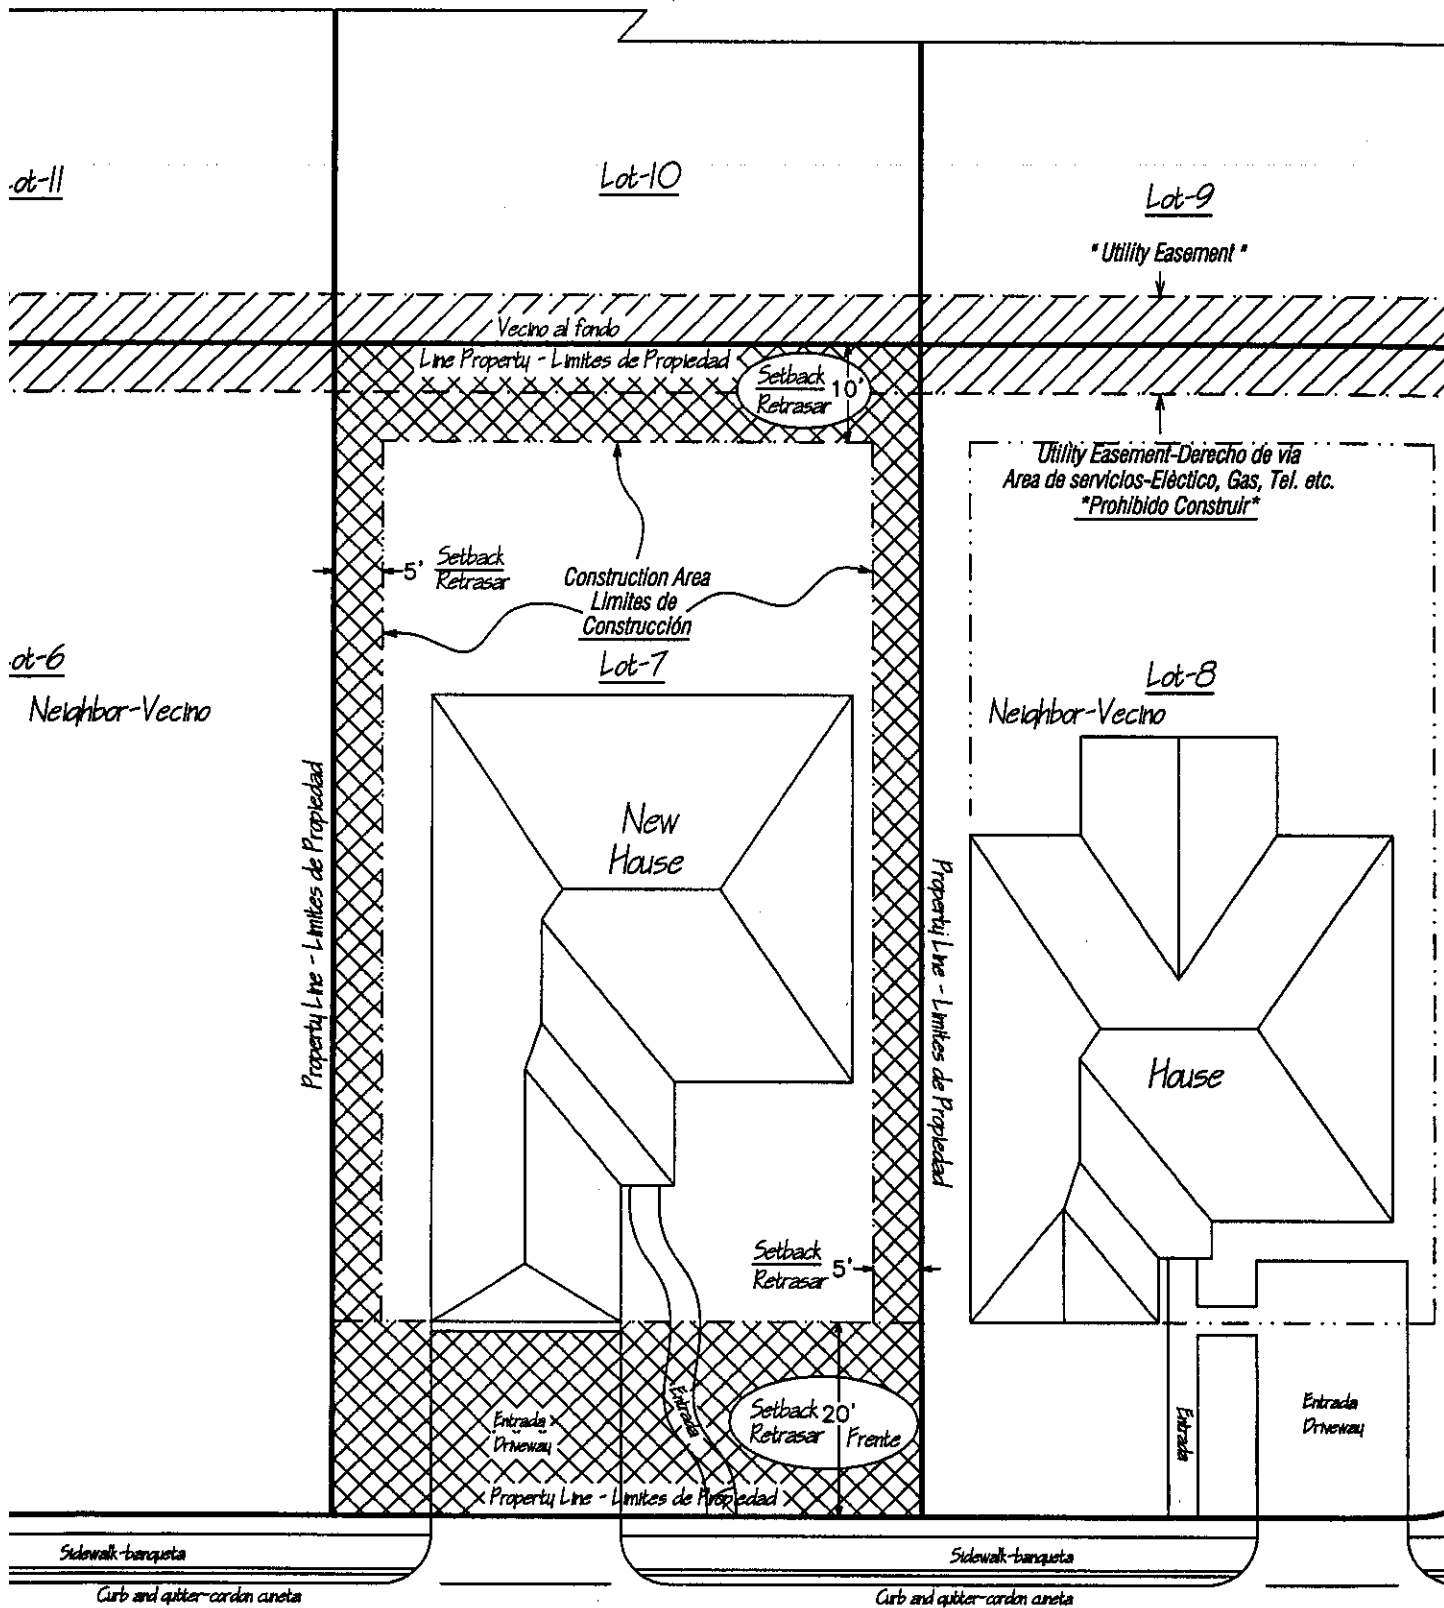 ot-11
Lot-10
Lot-9
" Utility Easement "
Vecino al fondo
Line Property - Limites de Propiedad
Setback
Retrasar
10'
Utility Easement-Derecho de via
Area de servicios-Elèctico, Gas, Tel. etc.
*Prohibido Construir*
5'
Setback
Retrasar
Construction Area
Limites de
Construcción
ot-6
Neighbor-Vecino
Lot-7
Lot-8
Neighbor-Vecino
New
House
House
Property Line - Limites de Propiedad
Property Line - Limites de Propiedad
Setback
Retrasar
5'
Entrada
Driveway
Entrada
Setback 20'
Retrasar Frente
Entrada
Entrada
Driveway
Property Line - Limites de Propiedad
Sidewalk-banqueta
Sidewalk-banqueta
Curb and gutter-cordon cuneta
Curb and gutter-cordon cuneta